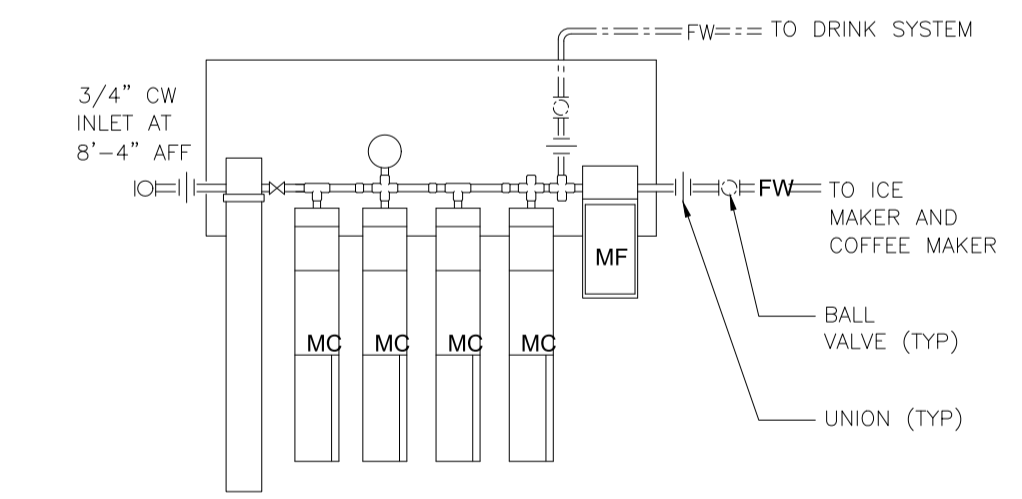 FW TO DRINK SYSTEM
3/4" CW
INLET AT
8'-4" AFF
FW TO ICE
MAKER AND
COFFEE MAKER
MF
MC MC MC MC
BALL
VALVE (TYP)
UNION (TYP)